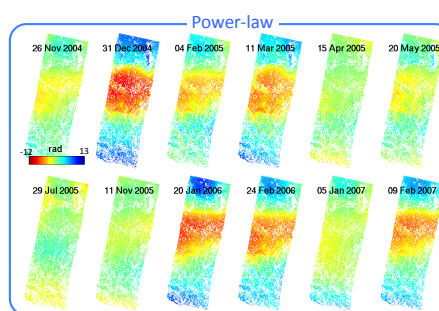 Power-law
26 Nov 2004 31 Dec 2004 04 Feb 2005 11 Mar 2005 15 Apr 2005 20 May 2005
rad
-12 13
29 Jul 2005 11 Nov 2005 20 Jan 2006 24 Feb 2006 05 Jan 2007 09 Feb 2007